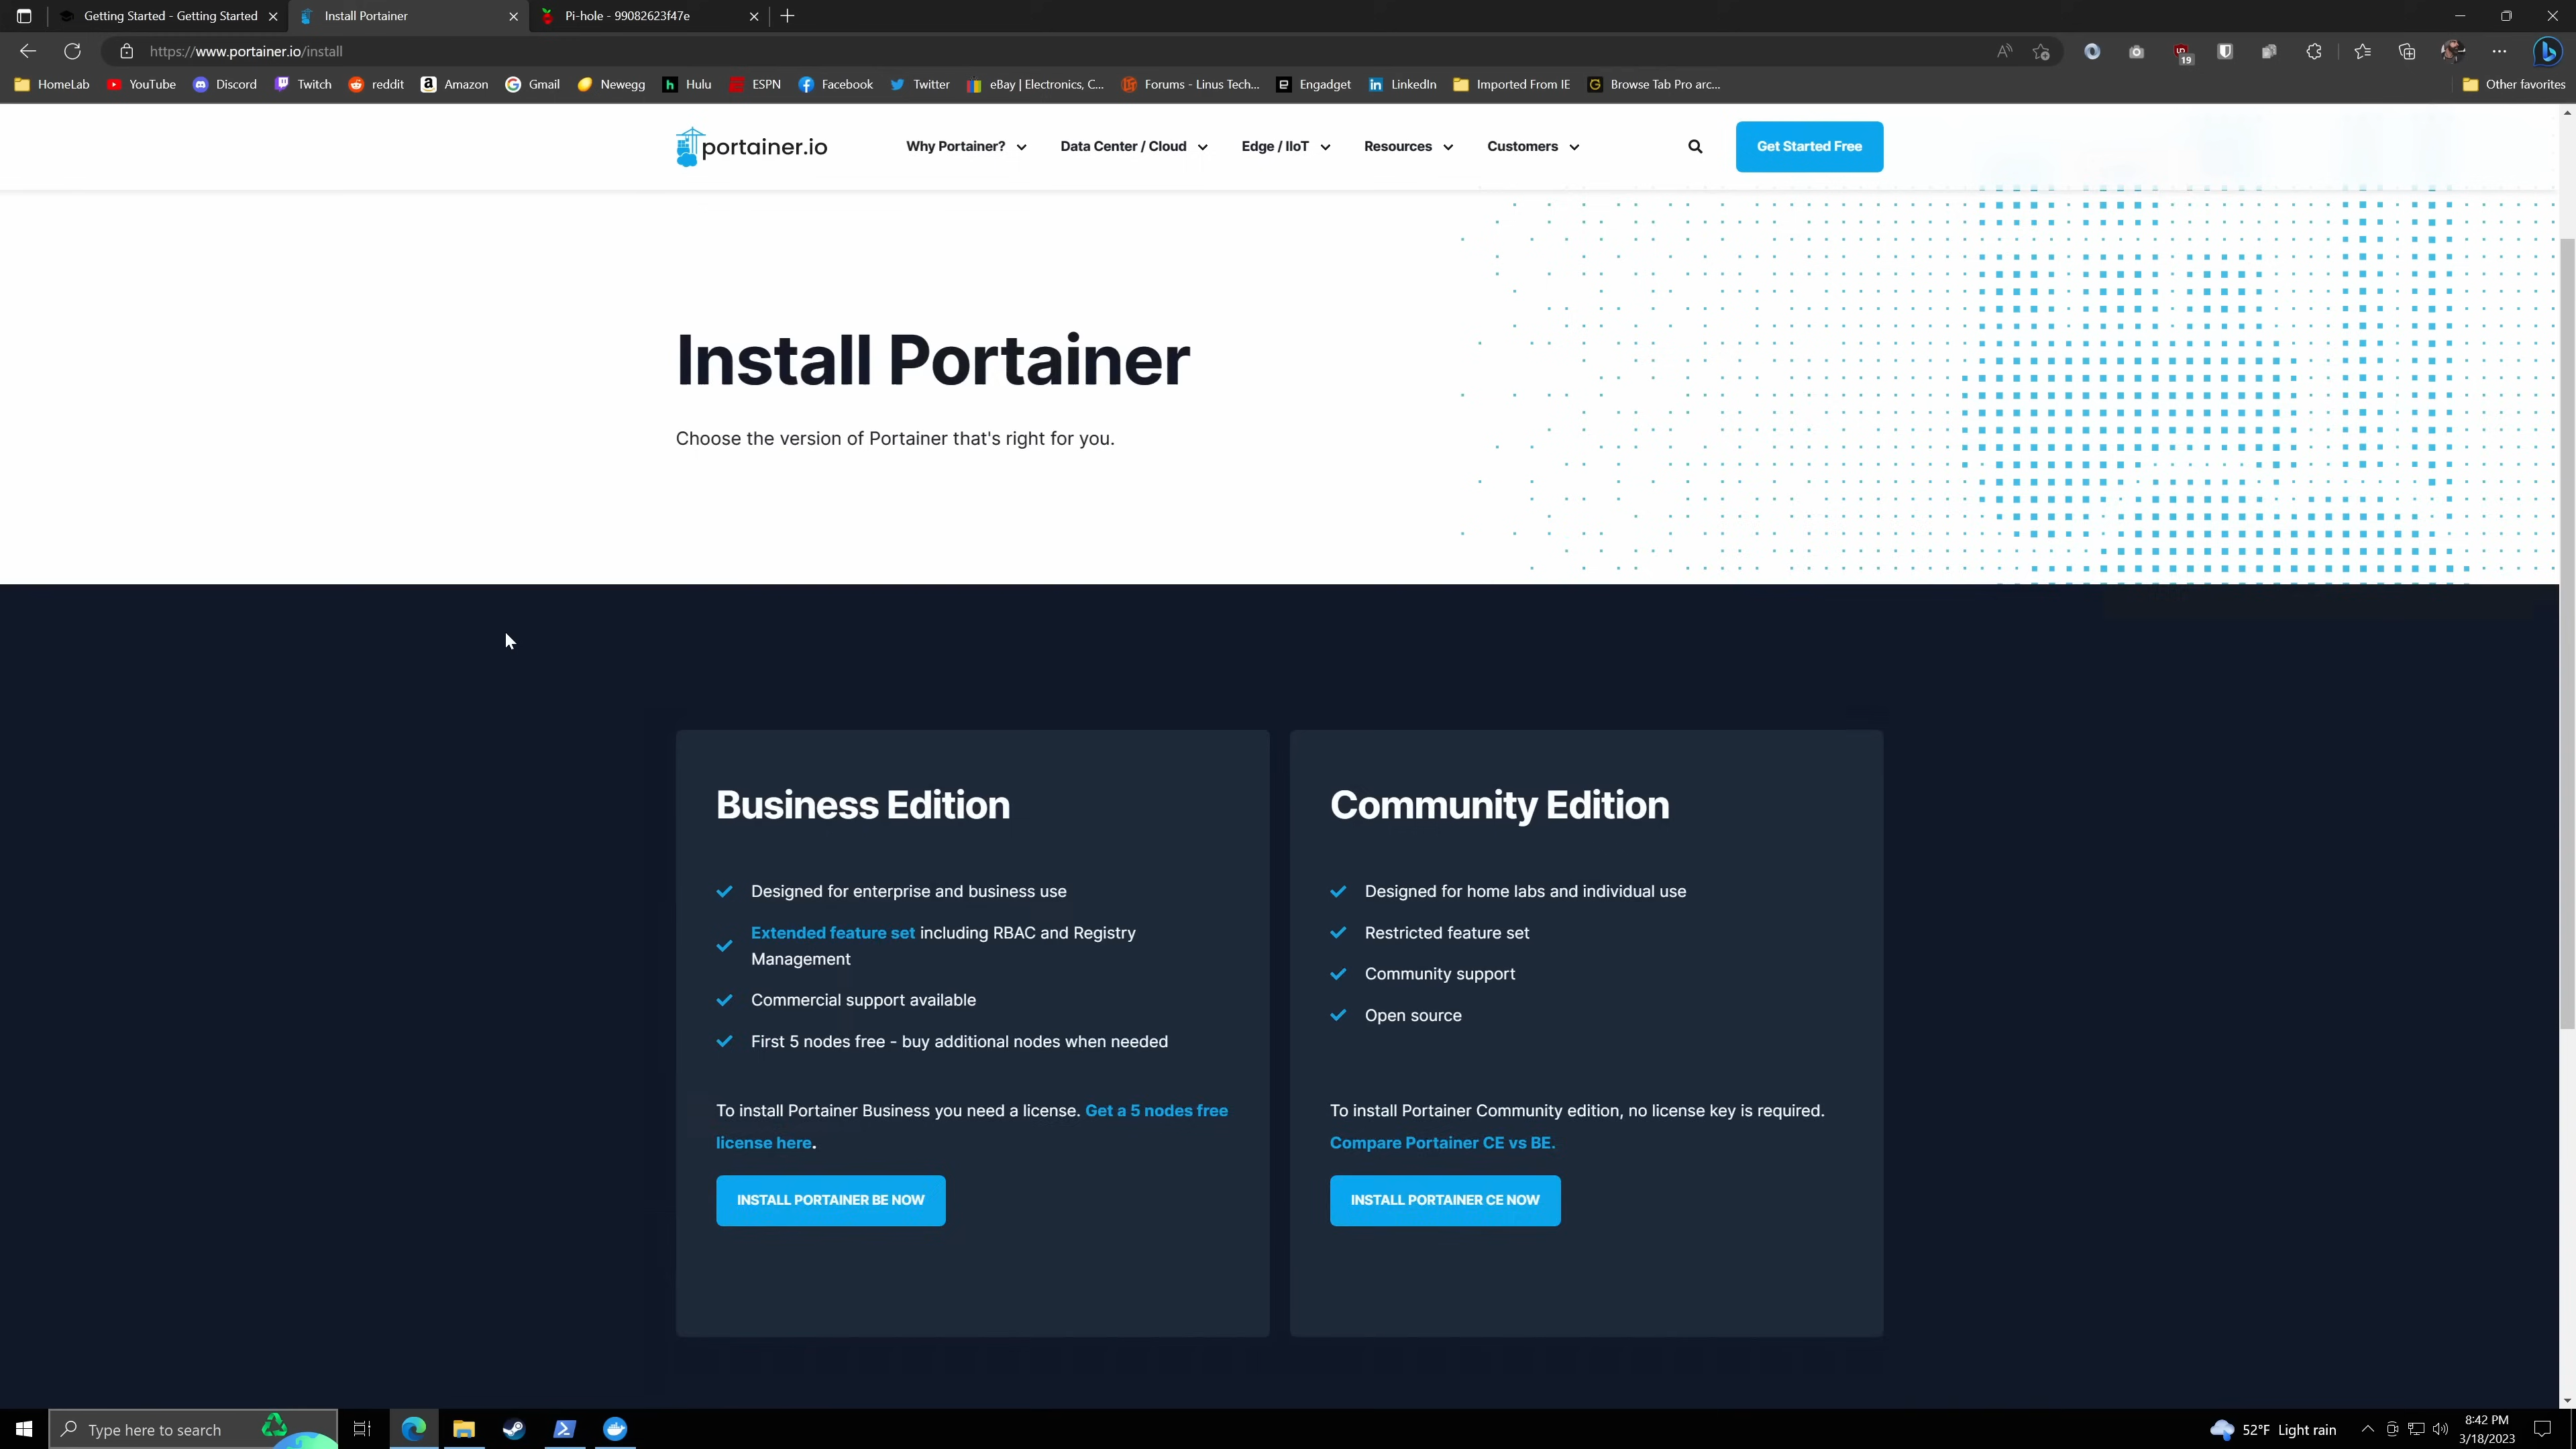 Getting Started - Getting Started
Install Portainer
Pi-hole - 99082623f47e
https://www.portainer.io/install
19
HomeLab YouTube Discord Twitch reddit Amazon Gmail Newegg Hulu ESPN Facebook Twitter eBay | Electronics, C... Forums - Linus Tech... Engadget LinkedIn Imported From IE Browse Tab Pro arc... Other favorites
portainer.io Why Portainer? Data Center / Cloud Edge / IIoT Resources Customers Get Started Free
Install Portainer
Choose the version of Portainer that's right for you.
Business Edition
Designed for enterprise and business use
Extended feature set including RBAC and Registry
Management
Commercial support available
First 5 nodes free - buy additional nodes when needed
To install Portainer Business you need a license. Get a 5 nodes free
license here.
INSTALL PORTAINER BE NOW
Community Edition
Designed for home labs and individual use
Restricted feature set
Community support
Open source
To install Portainer Community edition, no license key is required.
Compare Portainer CE vs BE.
INSTALL PORTAINER CE NOW
Type here to search
52°F Light rain
8:42 PM
3/18/2023